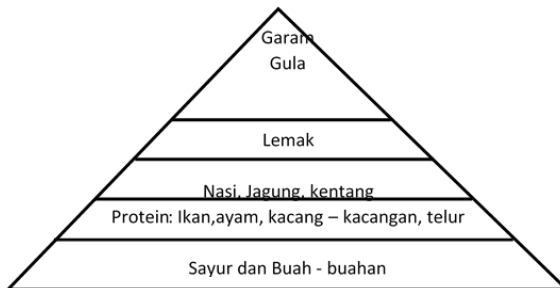 Garam
Gula
Lemak
Nasi, Jagung, kentang
Protein: Ikan,ayam, kacang – kacangan, telur
Sayur dan Buah - buahan